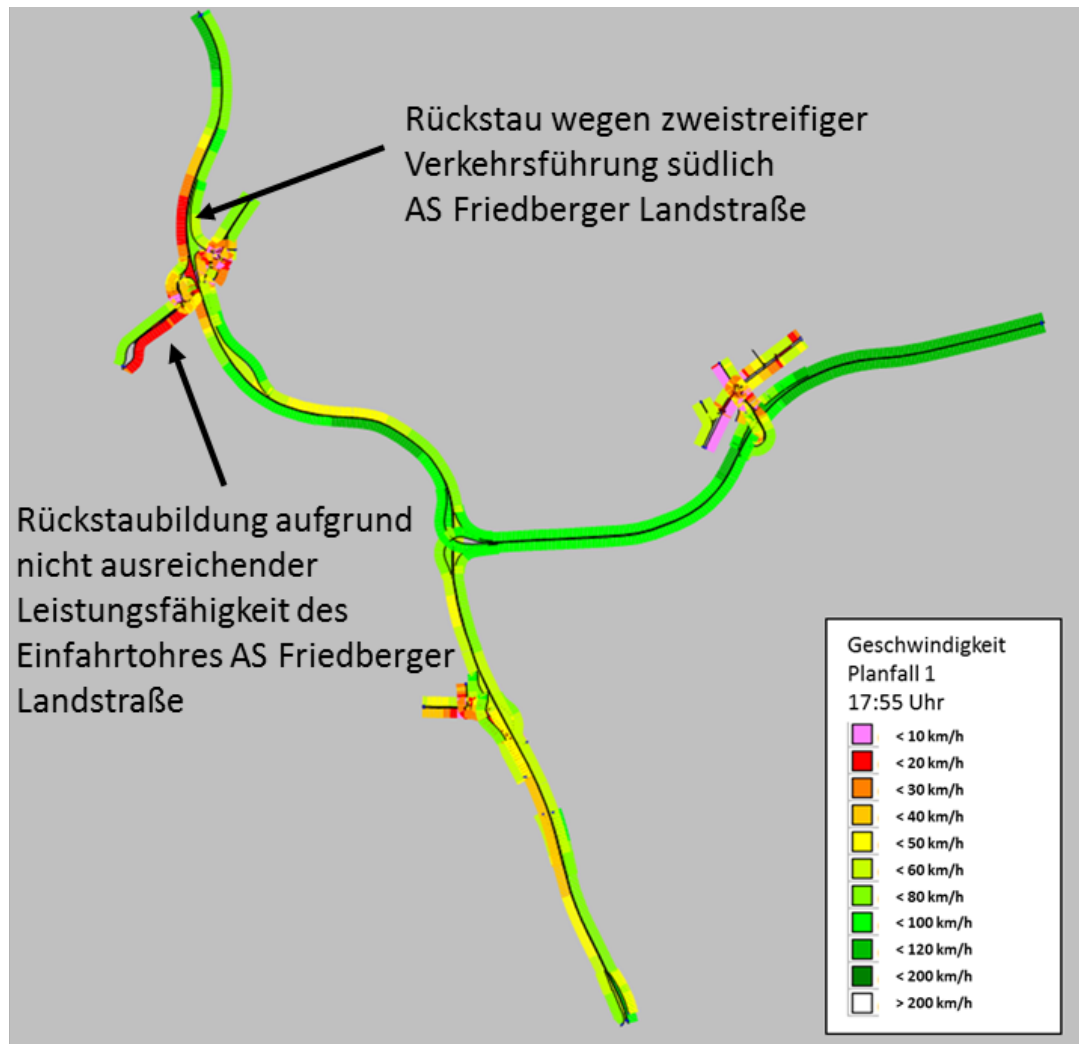 Rückstau wegen zweistreifiger
Verkehrsführung südlich
AS Friedberger Landstraße
Rückstaubildung aufgrund
nicht ausreichender
Leistungsfähigkeit des
Einfahrtohres AS Friedberger
Landstraße
Geschwindigkeit
Planfall 1
17:55 Uhr
< 10 km/h
< 20 km/h
< 30 km/h
< 40 km/h
< 50 km/h
< 60 km/h
< 80 km/h
< 100 km/h
< 120 km/h
< 200 km/h
> 200 km/h